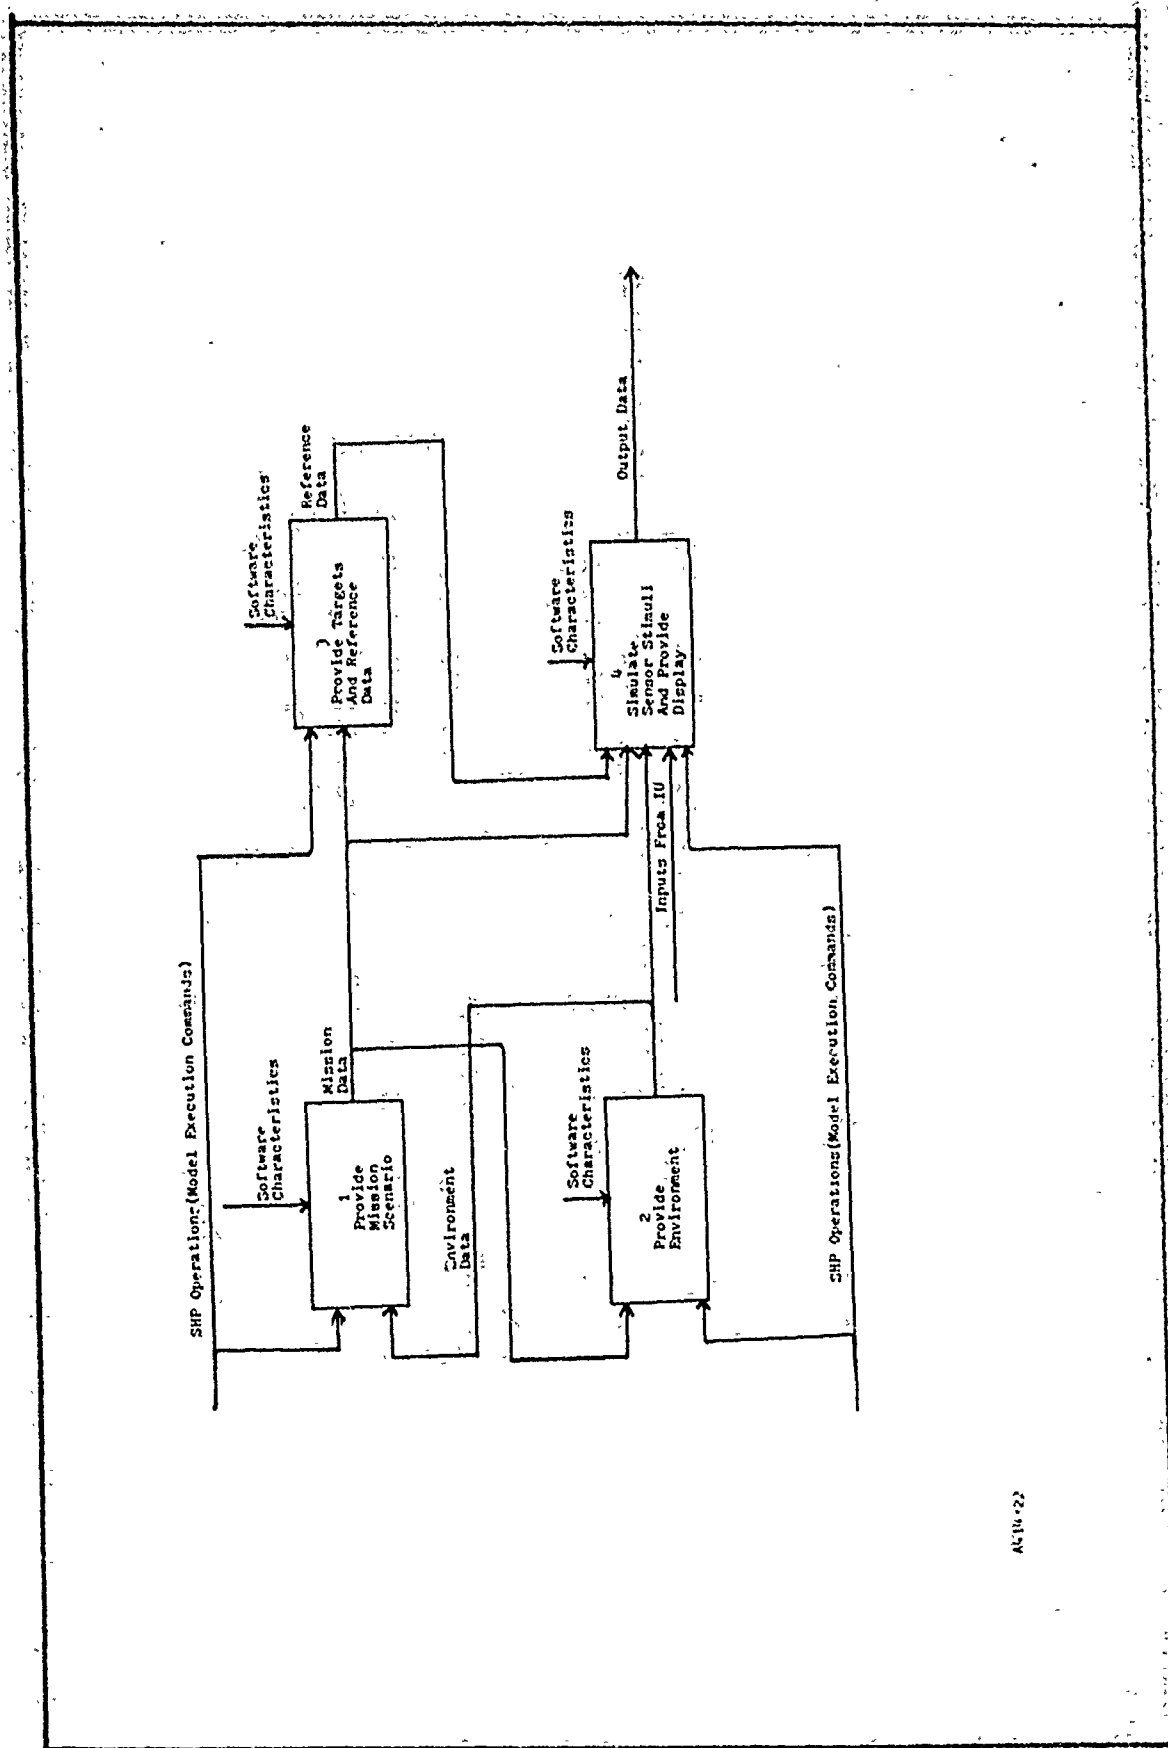 SHP Operations(Model Execution Commands)
Software
Characteristics
1
Provide
Mission
Scenario
Mission
Data
Software
Characteristics
3
Provide Targets
And Reference
Data
Reference
Data
Environment
Data
Software
Characteristics
2
Provide
Environment
Inputs From IU
Software
Characteristics
4
Simulate
Sensor Stimuli
And Provide
Display
Output Data
SHP Operations(Model Execution Commands)